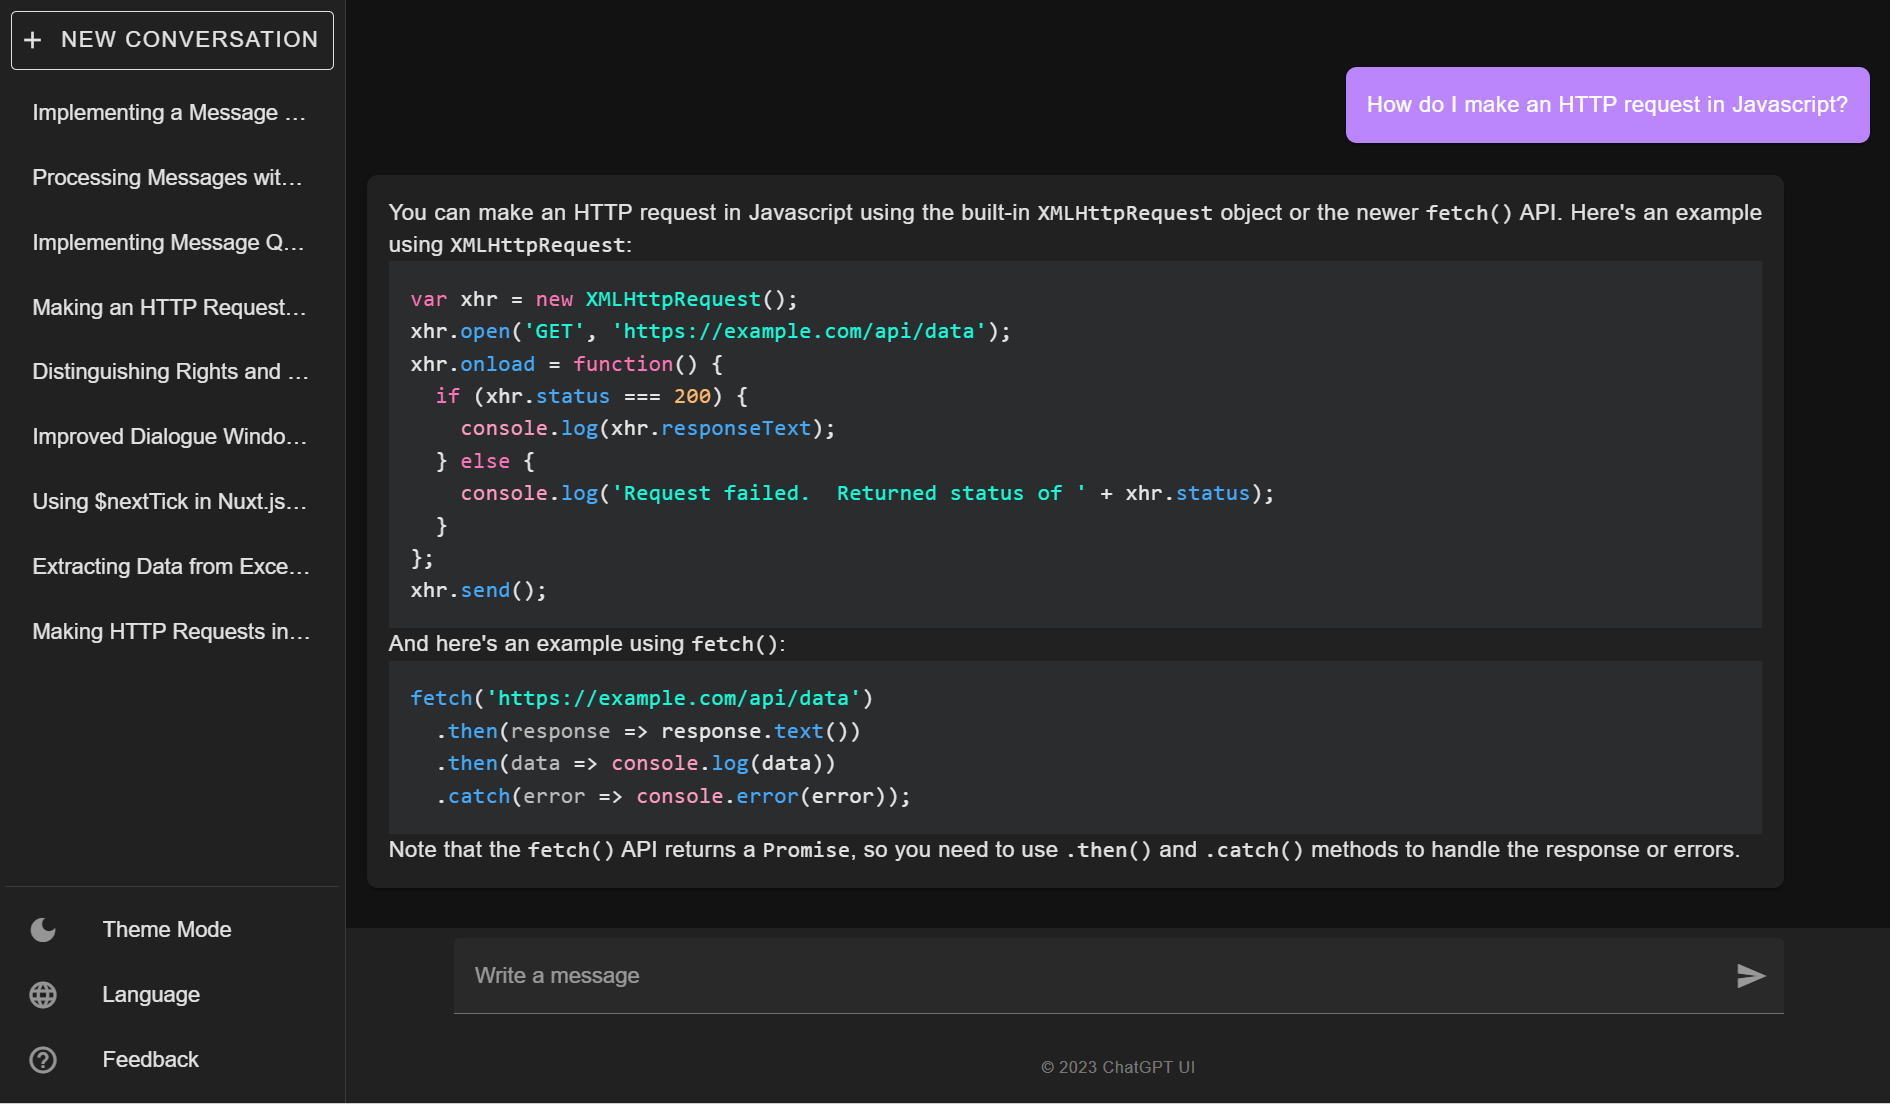 NEW CONVERSATION
Implementing a Message ...
Processing Messages wit...
Implementing Message Q...
Making an HTTP Request...
Distinguishing Rights and ...
Improved Dialogue Windo...
Using $nextTick in Nuxt.js...
Extracting Data from Exce...
Making HTTP Requests in...
Theme Mode
Language
Feedback
How do I make an HTTP request in Javascript?
You can make an HTTP request in Javascript using the built-in XMLHttpRequest object or the newer fetch() API. Here's an example
using XMLHttpRequest:
var xhr = new XMLHttpRequest();
xhr.open('GET', 'https://example.com/api/data');
xhr.onload = function() {
  if (xhr.status === 200) {
    console.log(xhr.responseText);
  } else {
    console.log('Request failed.  Returned status of ' + xhr.status);
  }
};
xhr.send();
And here's an example using fetch():
fetch('https://example.com/api/data')
  .then(response => response.text())
  .then(data => console.log(data))
  .catch(error => console.error(error));
Note that the fetch() API returns a Promise, so you need to use .then() and .catch() methods to handle the response or errors.
Write a message
© 2023 ChatGPT UI